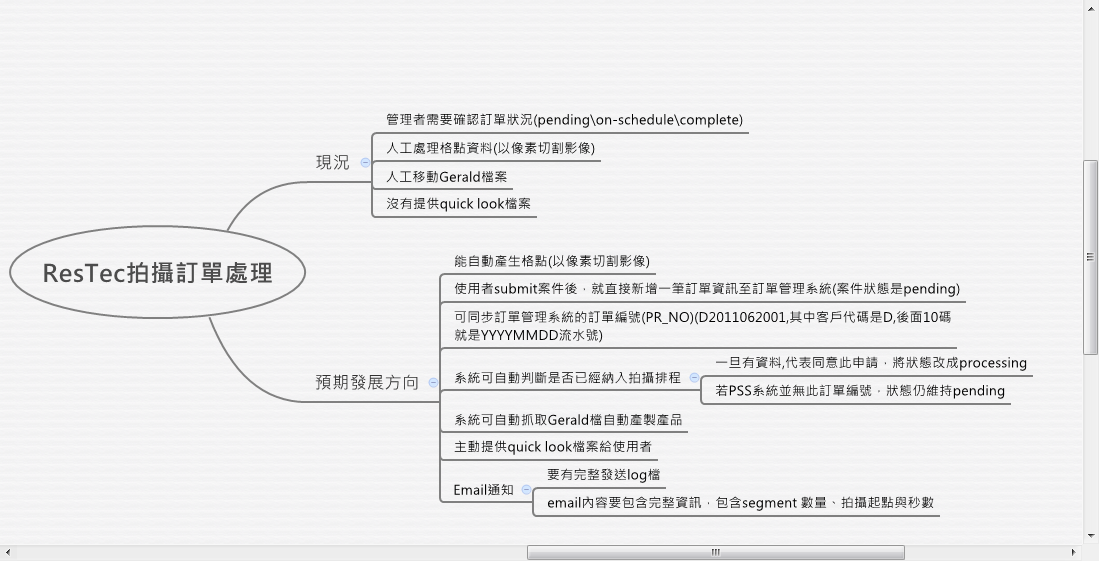 ResTec拍攝訂單處理
現況
管理者需要確認訂單狀況(pending\on-schedule\complete)
人工處理格點資料(以像素切割影像)
人工移動Gerald檔案
沒有提供quick look檔案
預期發展方向
能自動產生格點(以像素切割影像)
使用者submit案件後，就直接新增一筆訂單資訊至訂單管理系統(案件狀態是pending)
可同步訂單管理系統的訂單編號(PR_NO)(D2011062001,其中客戶代碼是D,後面10碼
就是YYYYMMDD流水號)
系統可自動判斷是否已經納入拍攝排程
一旦有資料,代表同意此申請，將狀態改成processing
若PSS系統並無此訂單編號，狀態仍維持pending
系統可自動抓取Gerald檔自動產製產品
主動提供quick look檔案給使用者
Email通知
要有完整發送log檔
email內容要包含完整資訊，包含segment 數量、拍攝起點與秒數